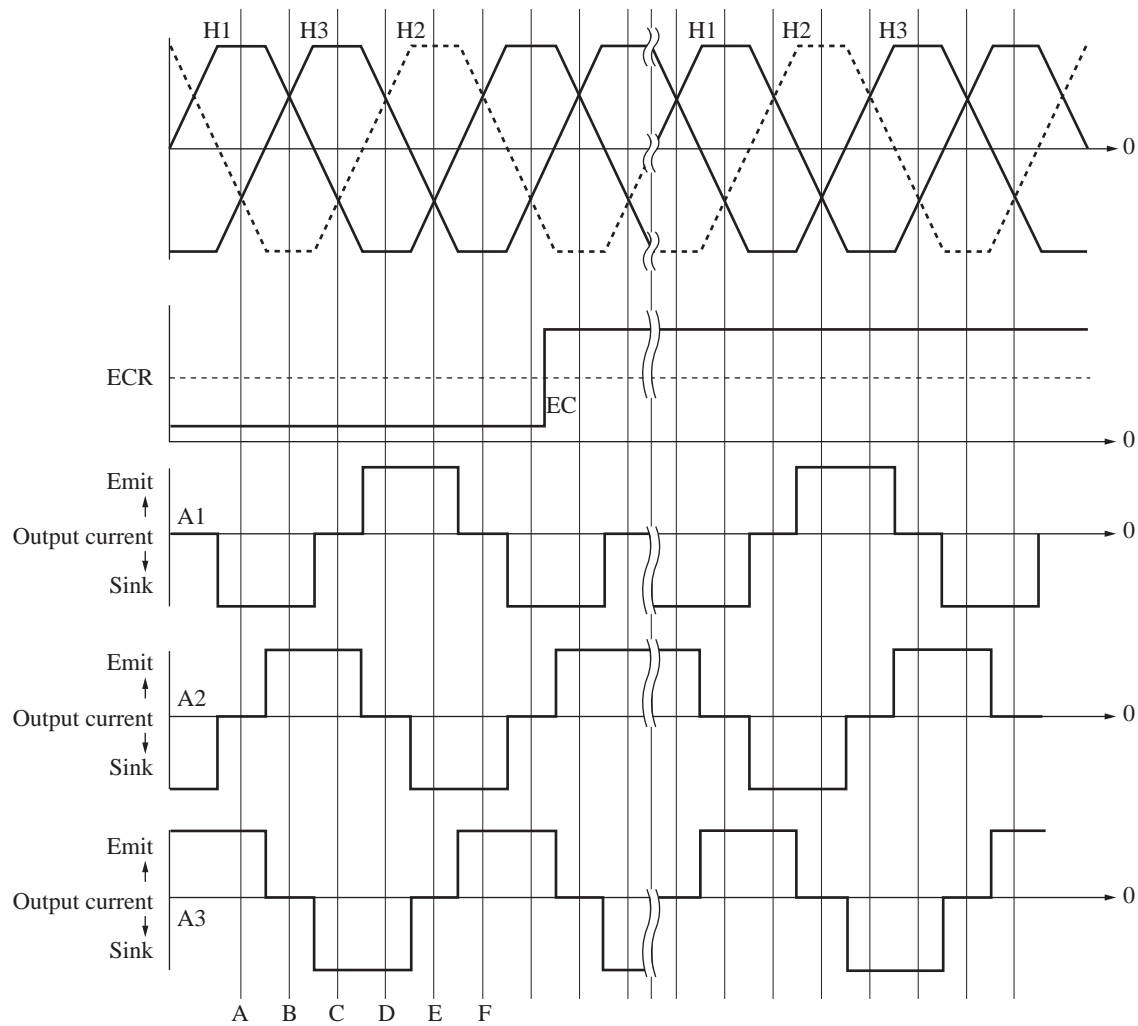 H1 H3 H2 H1 H2 H3
0
ECR
EC
0
Emit
A1
Output current
0
Sink
Emit
A2
Output current
0
Sink
Emit
Output current
0
A3
Sink
A B C D E F